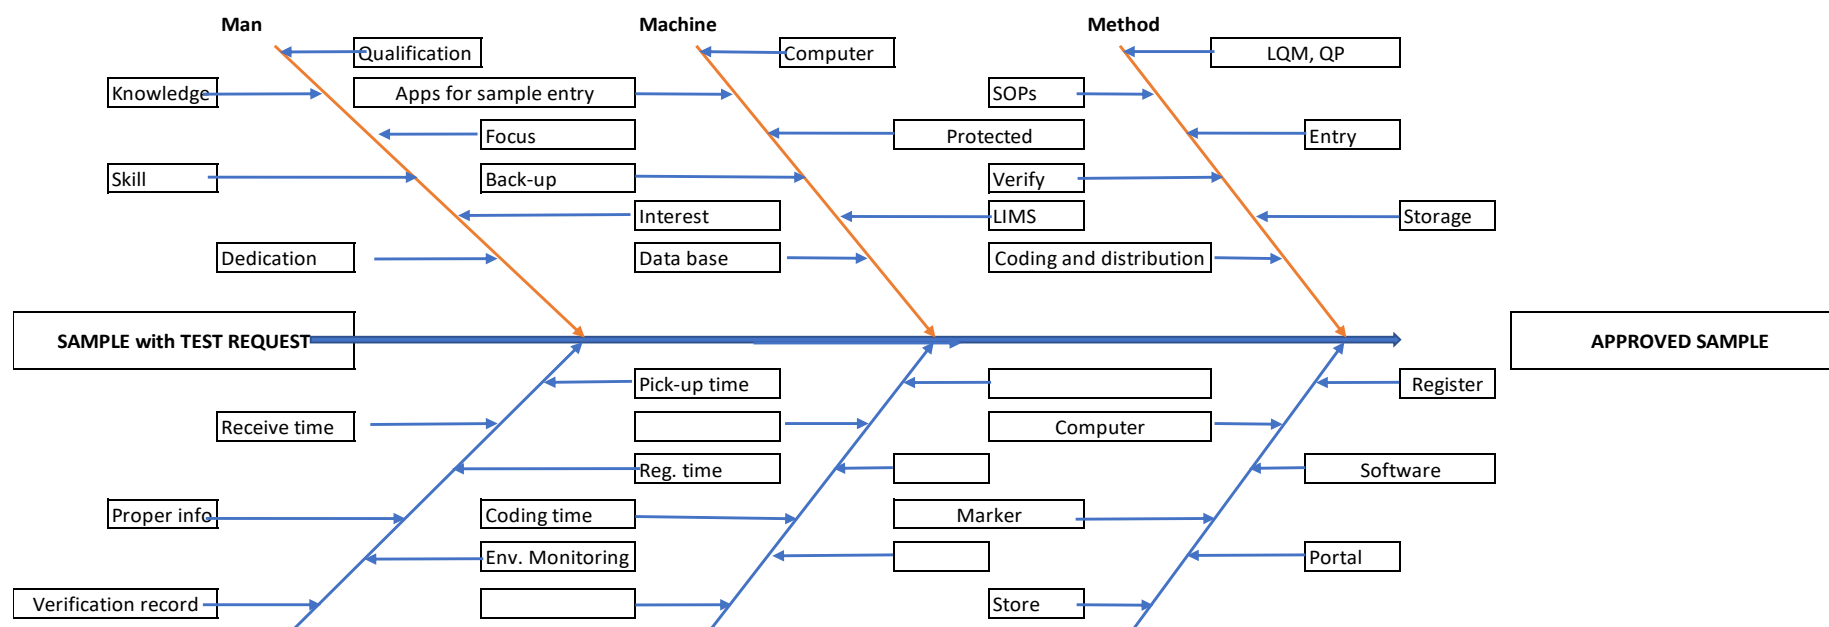 Man
Machine
Method
Qualification
Computer
LQM, QP
Knowledge
Apps for sample entry
SOPs
Focus
Protected
Entry
Skill
Back-up
Verify
Interest
LIMS
Storage
Dedication
Data base
Coding and distribution
SAMPLE with TEST REQUEST
APPROVED SAMPLE
Pick-up time
Register
Receive time
Computer
Reg. time
Software
Proper info
Coding time
Marker
Env. Monitoring
Portal
Verification record
Store